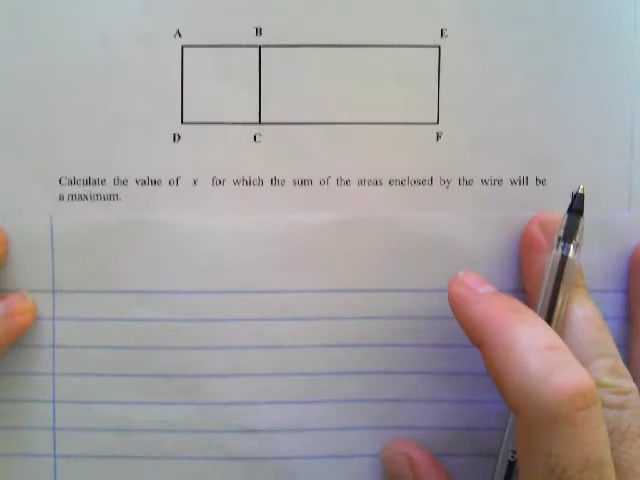 A B E
D C F
Calculate the value of x for which the sum of the areas enclosed by the wire will be
a maximum.